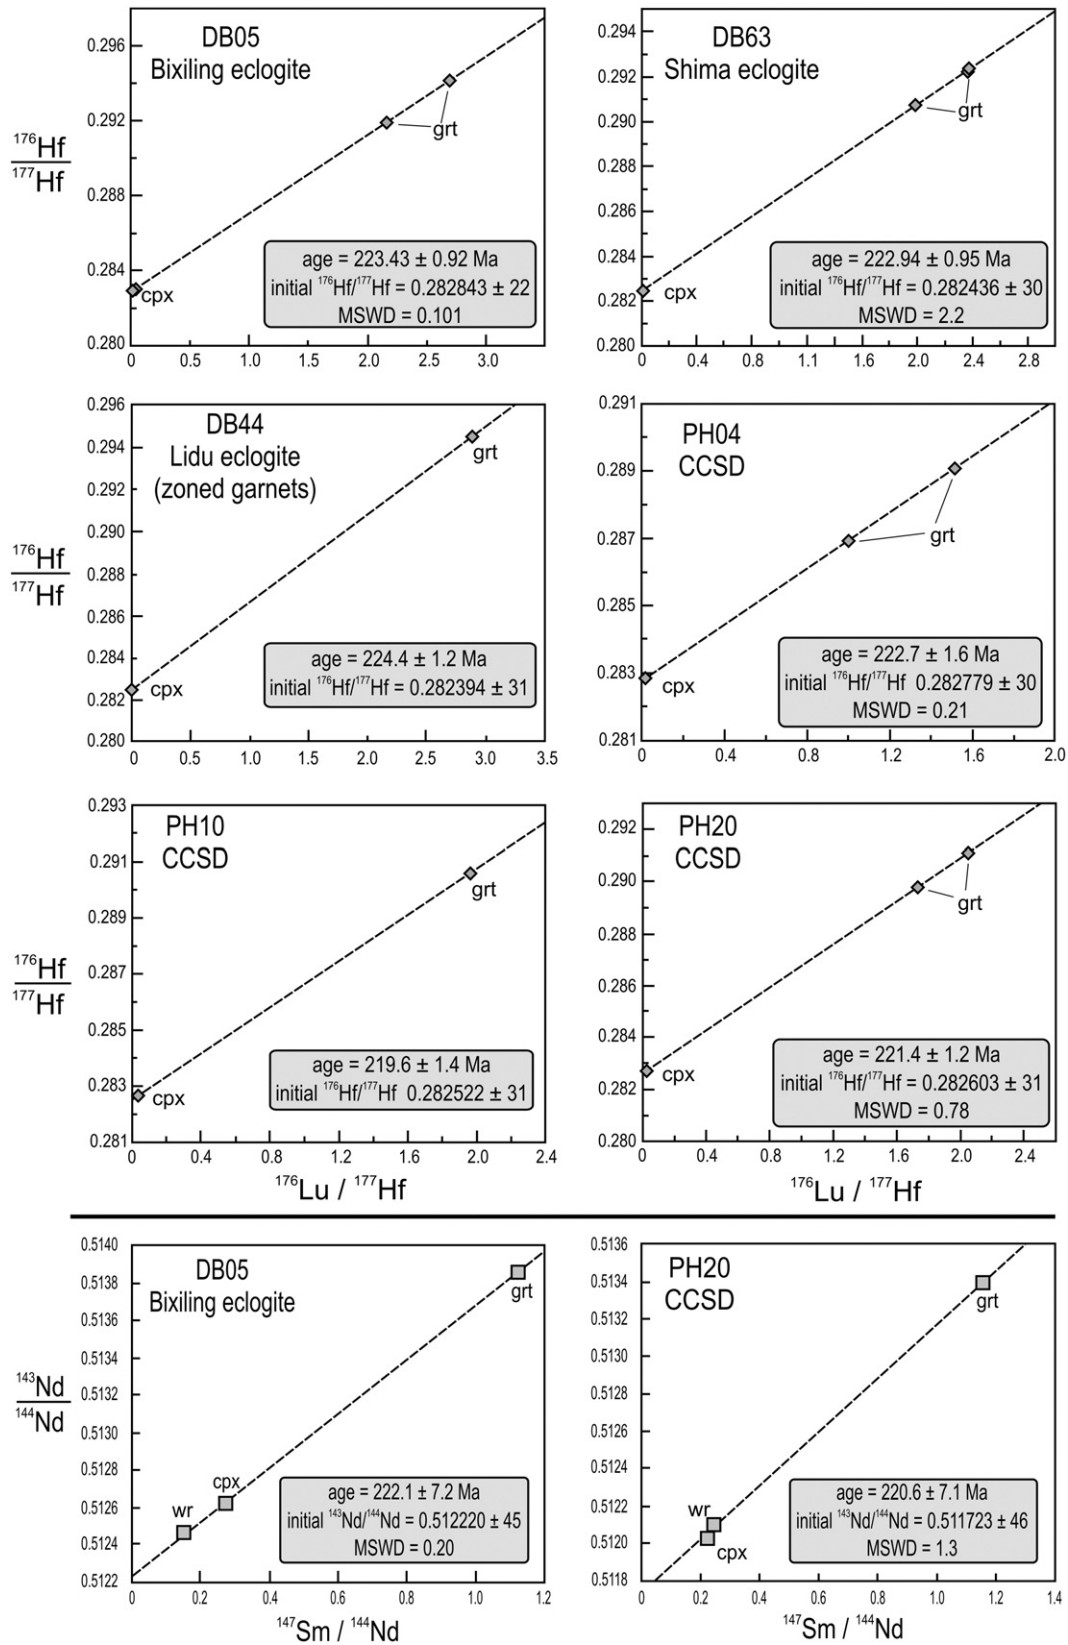 DB05
Bixiling eclogite
176Hf
177Hf
0.296
0.292
0.288
0.284
0.280
grt
cpx
age = 223.43 ± 0.92 Ma
initial 176Hf/177Hf = 0.282843 ± 22
MSWD = 0.101
0 0.5 1.0 1.5 2.0 2.5 3.0
DB63
Shima eclogite
0.294
0.292
0.290
0.288
0.286
0.284
0.282
0.280
grt
cpx
age = 222.94 ± 0.95 Ma
initial 176Hf/177Hf = 0.282436 ± 30
MSWD = 2.2
0 0.4 0.8 1.1 1.6 2.0 2.4 2.8
DB44
Lidu eclogite
(zoned garnets)
176Hf
177Hf
0.296
0.294
0.292
0.290
0.288
0.286
0.284
0.282
0.280
grt
cpx
age = 224.4 ± 1.2 Ma
initial 176Hf/177Hf = 0.282394 ± 31
0 0.5 1.0 1.5 2.0 2.5 3.0 3.5
PH04
CCSD
0.291
0.289
0.287
0.285
0.283
0.281
grt
cpx
age = 222.7 ± 1.6 Ma
initial 176Hf/177Hf 0.282779 ± 30
MSWD = 0.21
0 0.4 0.8 1.2 1.6 2.0
PH10
CCSD
176Hf
177Hf
0.293
0.291
0.289
0.287
0.285
0.283
0.281
grt
cpx
age = 219.6 ± 1.4 Ma
initial 176Hf/177Hf 0.282522 ± 31
0 0.4 0.8 1.2 1.6 2.0 2.4
176Lu / 177Hf
PH20
CCSD
0.292
0.290
0.288
0.286
0.284
0.282
0.280
grt
cpx
age = 221.4 ± 1.2 Ma
initial 176Hf/177Hf = 0.282603 ± 31
MSWD = 0.78
0 0.4 0.8 1.2 1.6 2.0 2.4
176Lu / 177Hf
DB05
Bixiling eclogite
143Nd
144Nd
0.5140
0.5138
0.5136
0.5134
0.5132
0.5130
0.5128
0.5126
0.5124
0.5122
grt
cpx
wr
age = 222.1 ± 7.2 Ma
initial 143Nd/144Nd = 0.512220 ± 45
MSWD = 0.20
0 0.2 0.4 0.6 0.8 1.0 1.2
147Sm / 144Nd
PH20
CCSD
0.5136
0.5134
0.5132
0.5130
0.5128
0.5126
0.5124
0.5122
0.5120
0.5118
grt
wr
cpx
age = 220.6 ± 7.1 Ma
initial 143Nd/144Nd = 0.511723 ± 46
MSWD = 1.3
0 0.2 0.4 0.6 0.8 1.0 1.2 1.4
147Sm / 144Nd